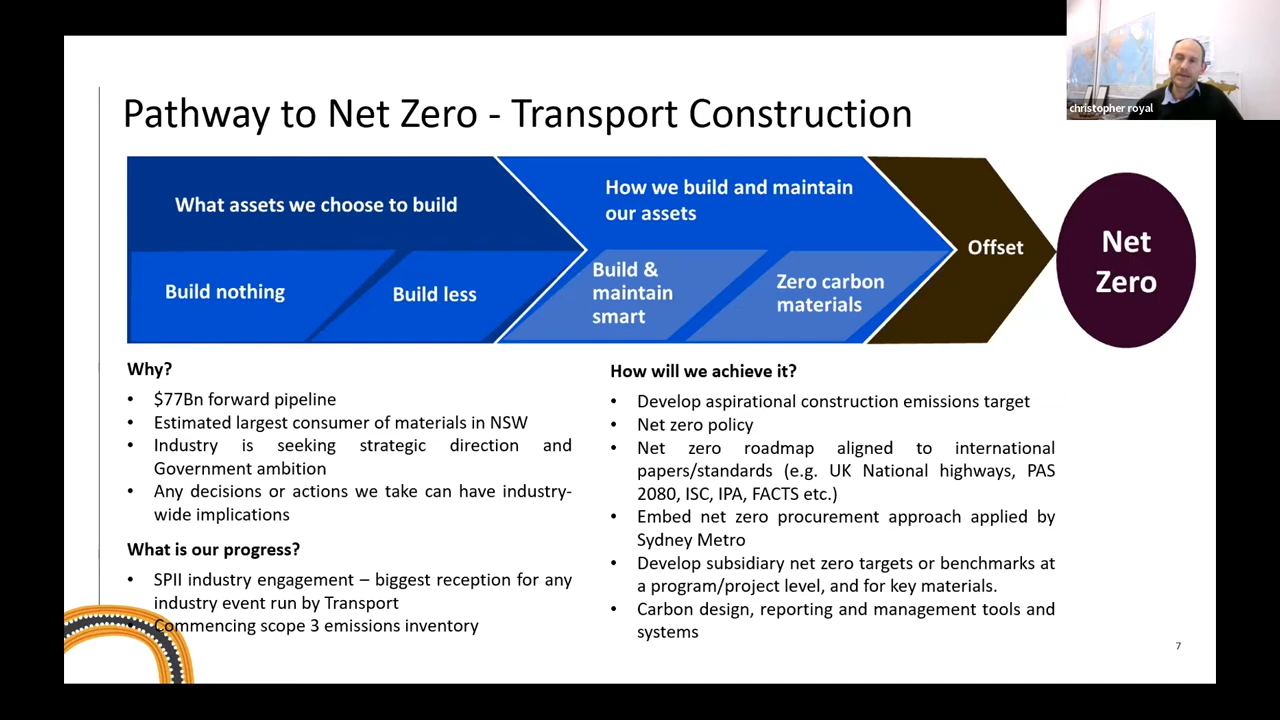 christopher royal
Pathway to Net Zero - Transport Construction
What assets we choose to build
Build nothing
Build less
How we build and maintain
our assets
Build &
maintain
smart
Zero carbon
materials
Offset
Net
Zero
Why?
• $77Bn forward pipeline
• Estimated largest consumer of materials in NSW
• Industry is seeking strategic direction and
Government ambition
• Any decisions or actions we take can have industry-
wide implications
What is our progress?
• SPII industry engagement – biggest reception for any
industry event run by Transport
• Commencing scope 3 emissions inventory
How will we achieve it?
• Develop aspirational construction emissions target
• Net zero policy
• Net zero roadmap aligned to international
papers/standards (e.g. UK National highways, PAS
2080, ISC, IPA, FACTS etc.)
• Embed net zero procurement approach applied by
Sydney Metro
• Develop subsidiary net zero targets or benchmarks at
a program/project level, and for key materials.
• Carbon design, reporting and management tools and
systems
7